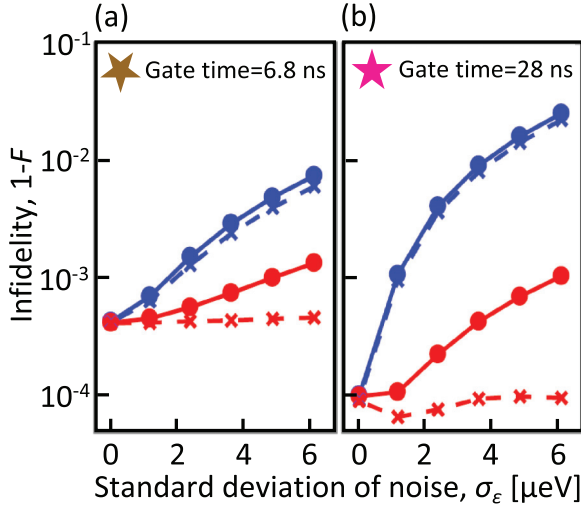 (a)
(b)
Gate time=6.8 ns
Gate time=28 ns
Infidelity, 1-F
10⁻¹
10⁻²
10⁻³
10⁻⁴
0 2 4 6
0 2 4 6
Standard deviation of noise, σ_ε [µeV]